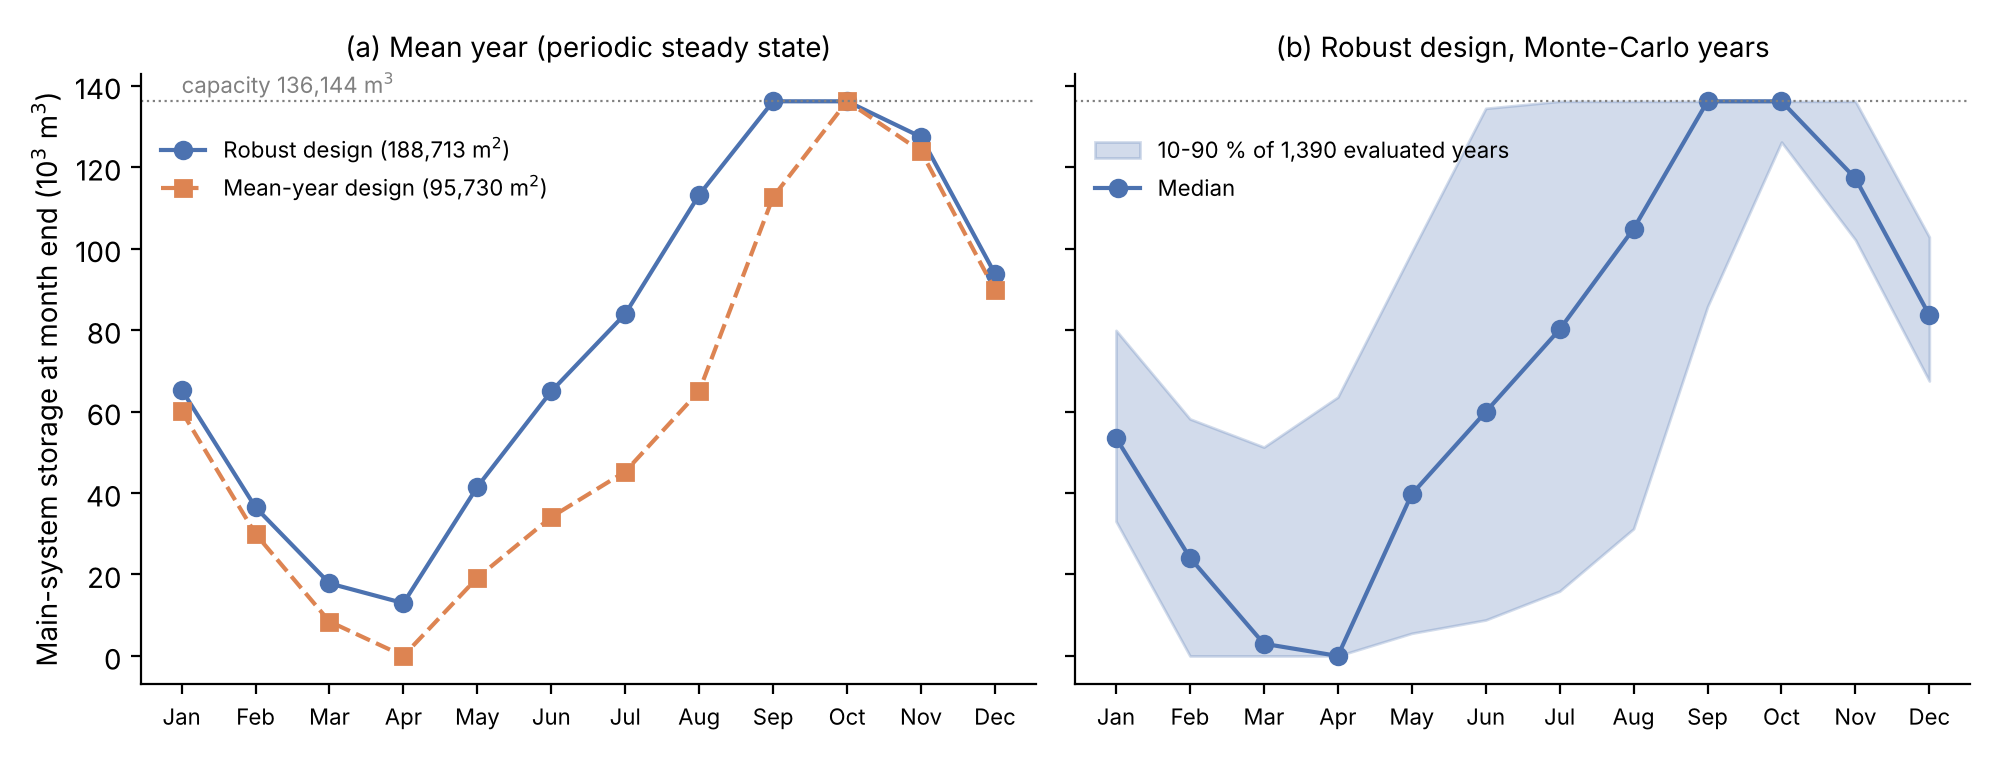 (a) Mean year (periodic steady state)
capacity 136,144 m³
Robust design (188,713 m²)
Mean-year design (95,730 m²)
Main-system storage at month end (10³ m³)
140
120
100
80
60
40
20
0
Jan Feb Mar Apr May Jun Jul Aug Sep Oct Nov Dec
(b) Robust design, Monte-Carlo years
10-90 % of 1,390 evaluated years
Median
Jan Feb Mar Apr May Jun Jul Aug Sep Oct Nov Dec